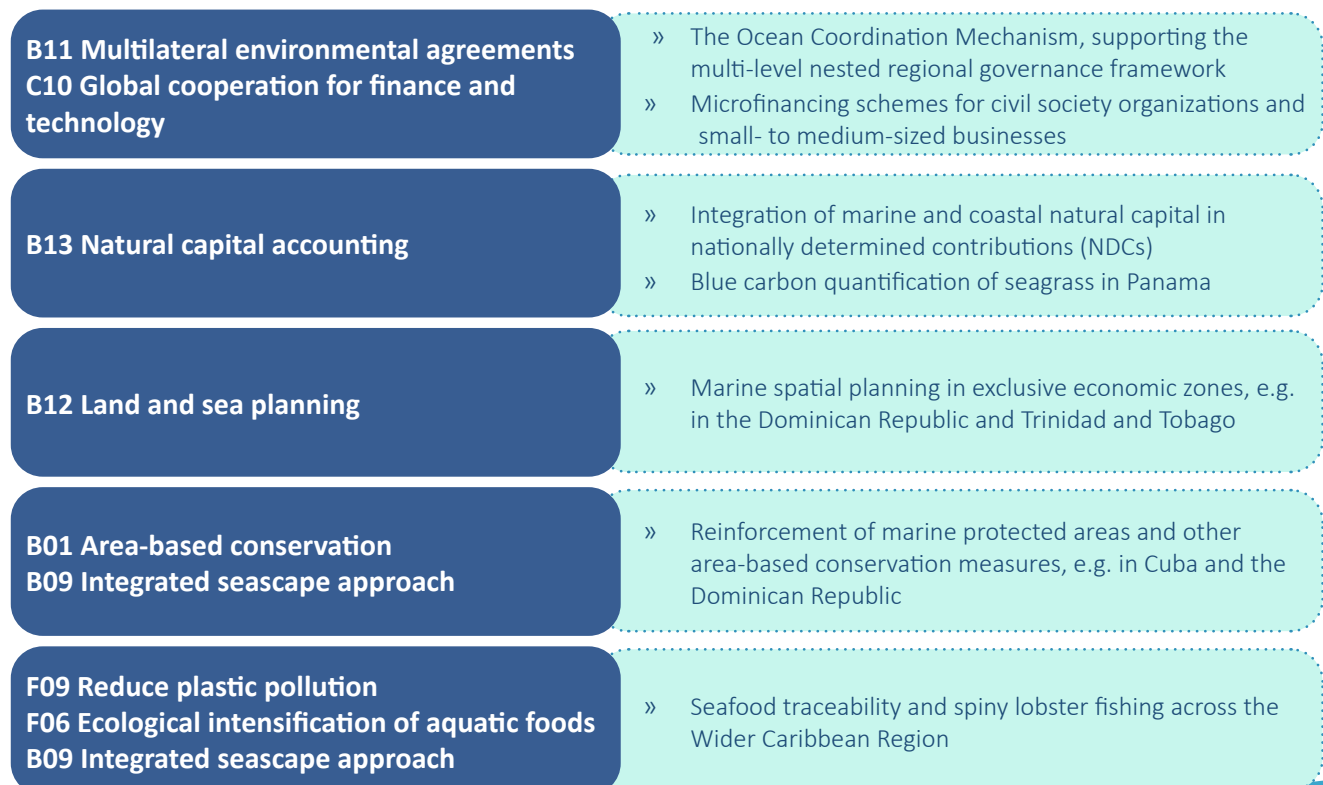 B11 Multilateral environmental agreements
C10 Global cooperation for finance and
technology
» The Ocean Coordination Mechanism, supporting the
multi-level nested regional governance framework
» Microfinancing schemes for civil society organizations and
small- to medium-sized businesses
B13 Natural capital accounting
» Integration of marine and coastal natural capital in
nationally determined contributions (NDCs)
» Blue carbon quantification of seagrass in Panama
B12 Land and sea planning
» Marine spatial planning in exclusive economic zones, e.g.
in the Dominican Republic and Trinidad and Tobago
B01 Area-based conservation
B09 Integrated seascape approach
» Reinforcement of marine protected areas and other
area-based conservation measures, e.g. in Cuba and the
Dominican Republic
F09 Reduce plastic pollution
F06 Ecological intensification of aquatic foods
B09 Integrated seascape approach
» Seafood traceability and spiny lobster fishing across the
Wider Caribbean Region